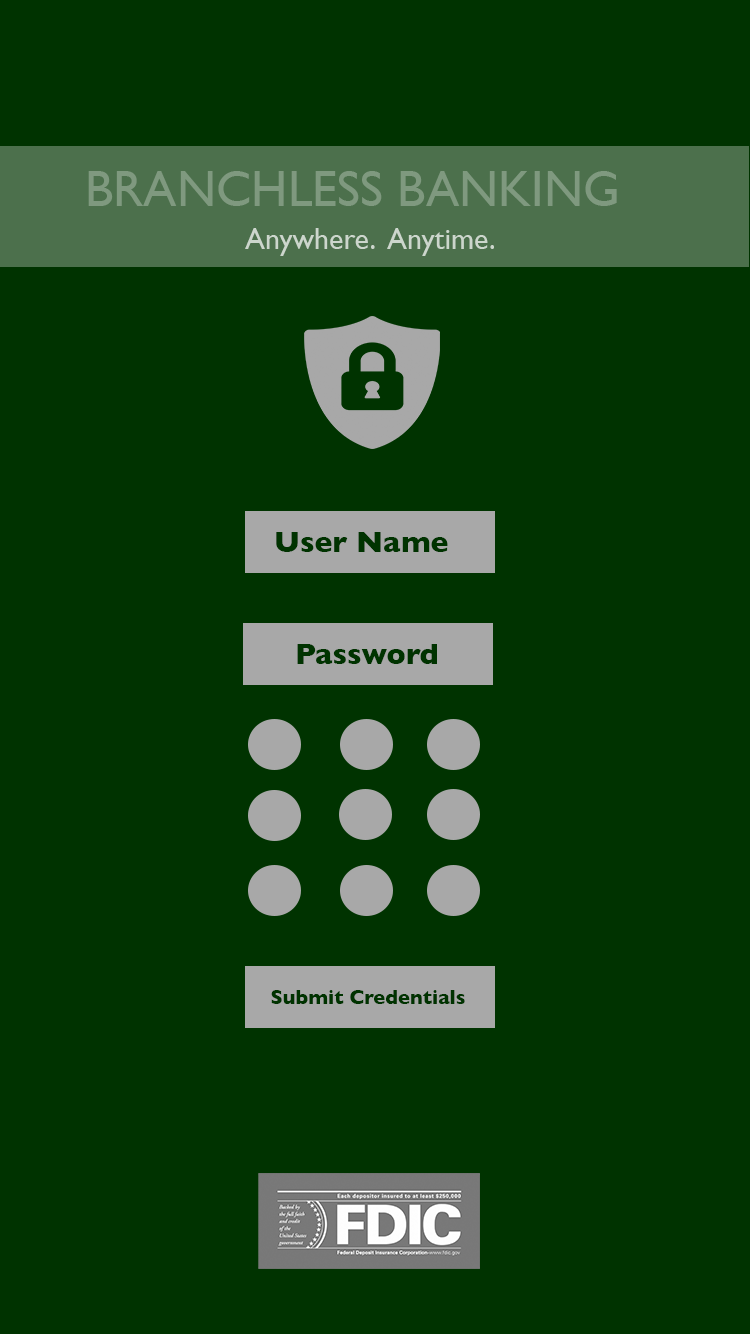 BRANCHLESS BANKING
Anywhere. Anytime.
User Name
Password
Submit Credentials
Each depositor insured to at least $250,000
Backed by
the full faith
and credit
of the
United States
government
FDIC
Federal Deposit Insurance Corporation•www.fdic.gov